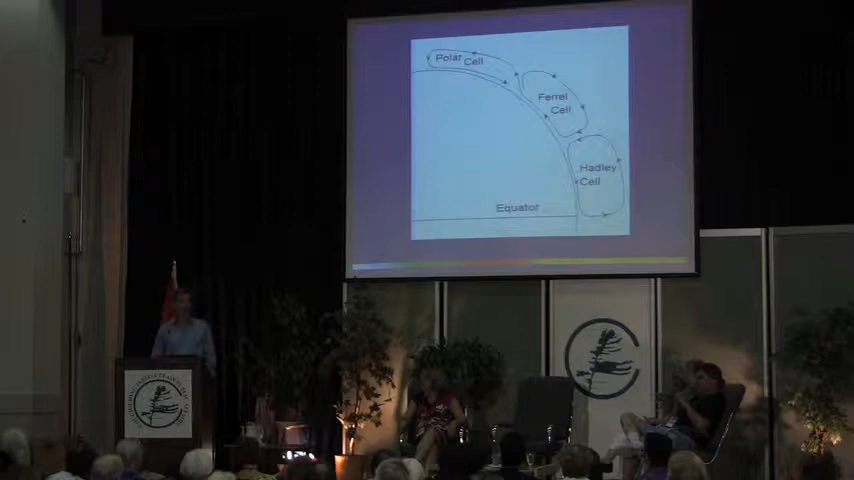 Polar
Cell
Ferrel
Cell
Hadley
Cell
Equator